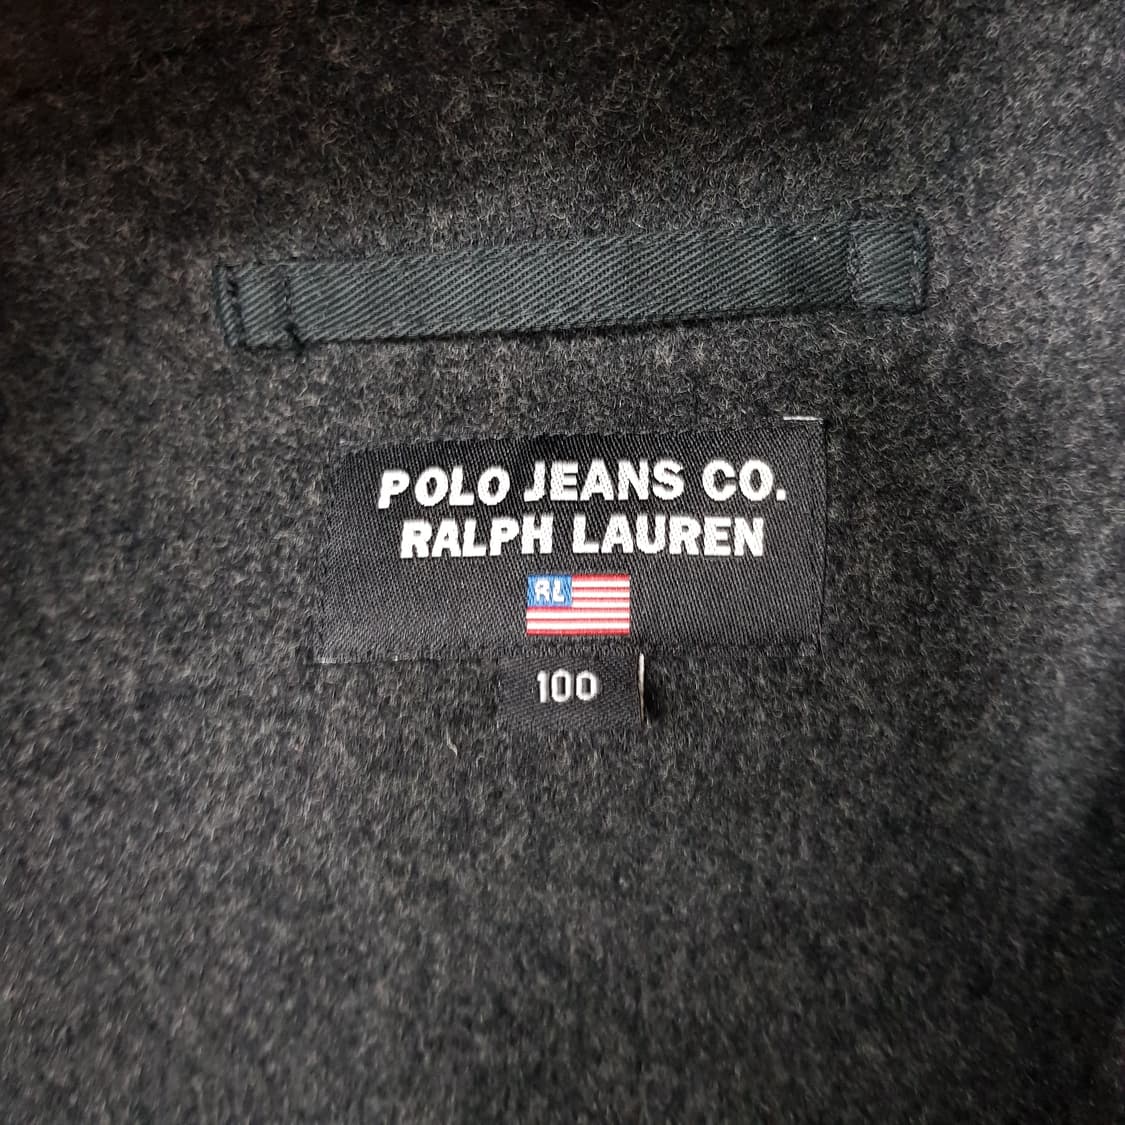 POLO JEANS CO.
RALPH LAUREN
RL
100